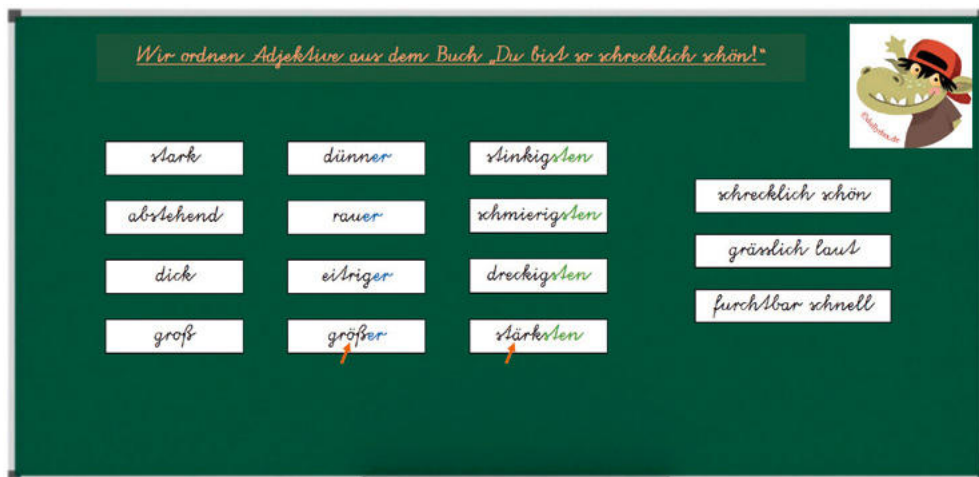 Wir ordnen Adjektive aus dem Buch „Du bist so schrecklich schön!“
stark
abstehend
dick
groß
dünner
rauer
eitriger
größer
stinkigsten
schmierigsten
dreckigsten
stärksten
schrecklich schön
grässlich laut
furchtbar schnell